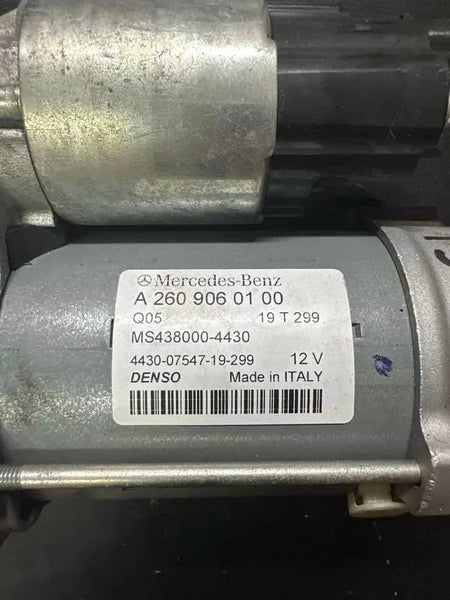 Mercedes-Benz
A 260 906 01 00
Q05 19 T 299
MS438000-4430
4430-07547-19-299 12 V
DENSO Made in ITALY